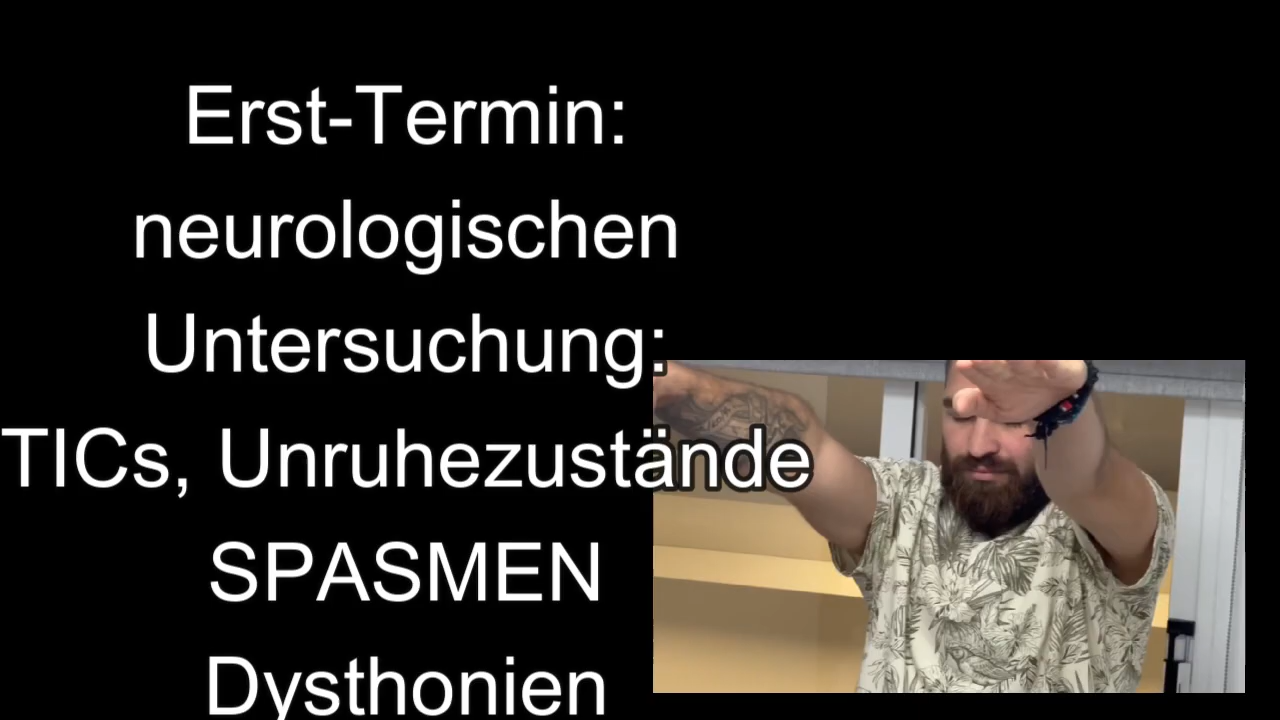 Erst-Termin:
neurologischen
Untersuchung:
TICs, Unruhezustände
SPASMEN
Dysthonien